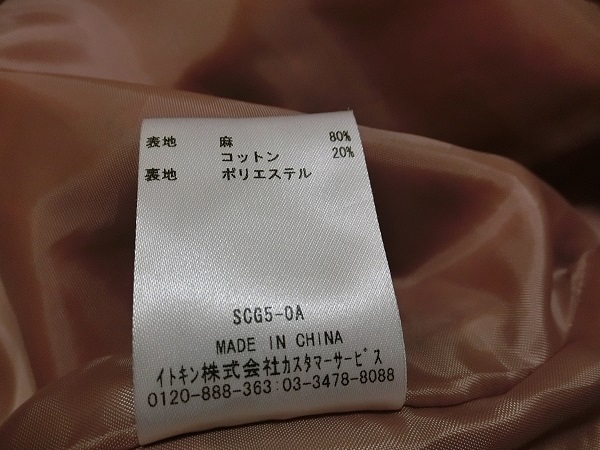 表地 麻 80%
コットン 20%
裏地 ポリエステル
SCG5-0A
MADE IN CHINA
イトキン株式会社カスタマーサービス
0120-888-363:03-3478-8088